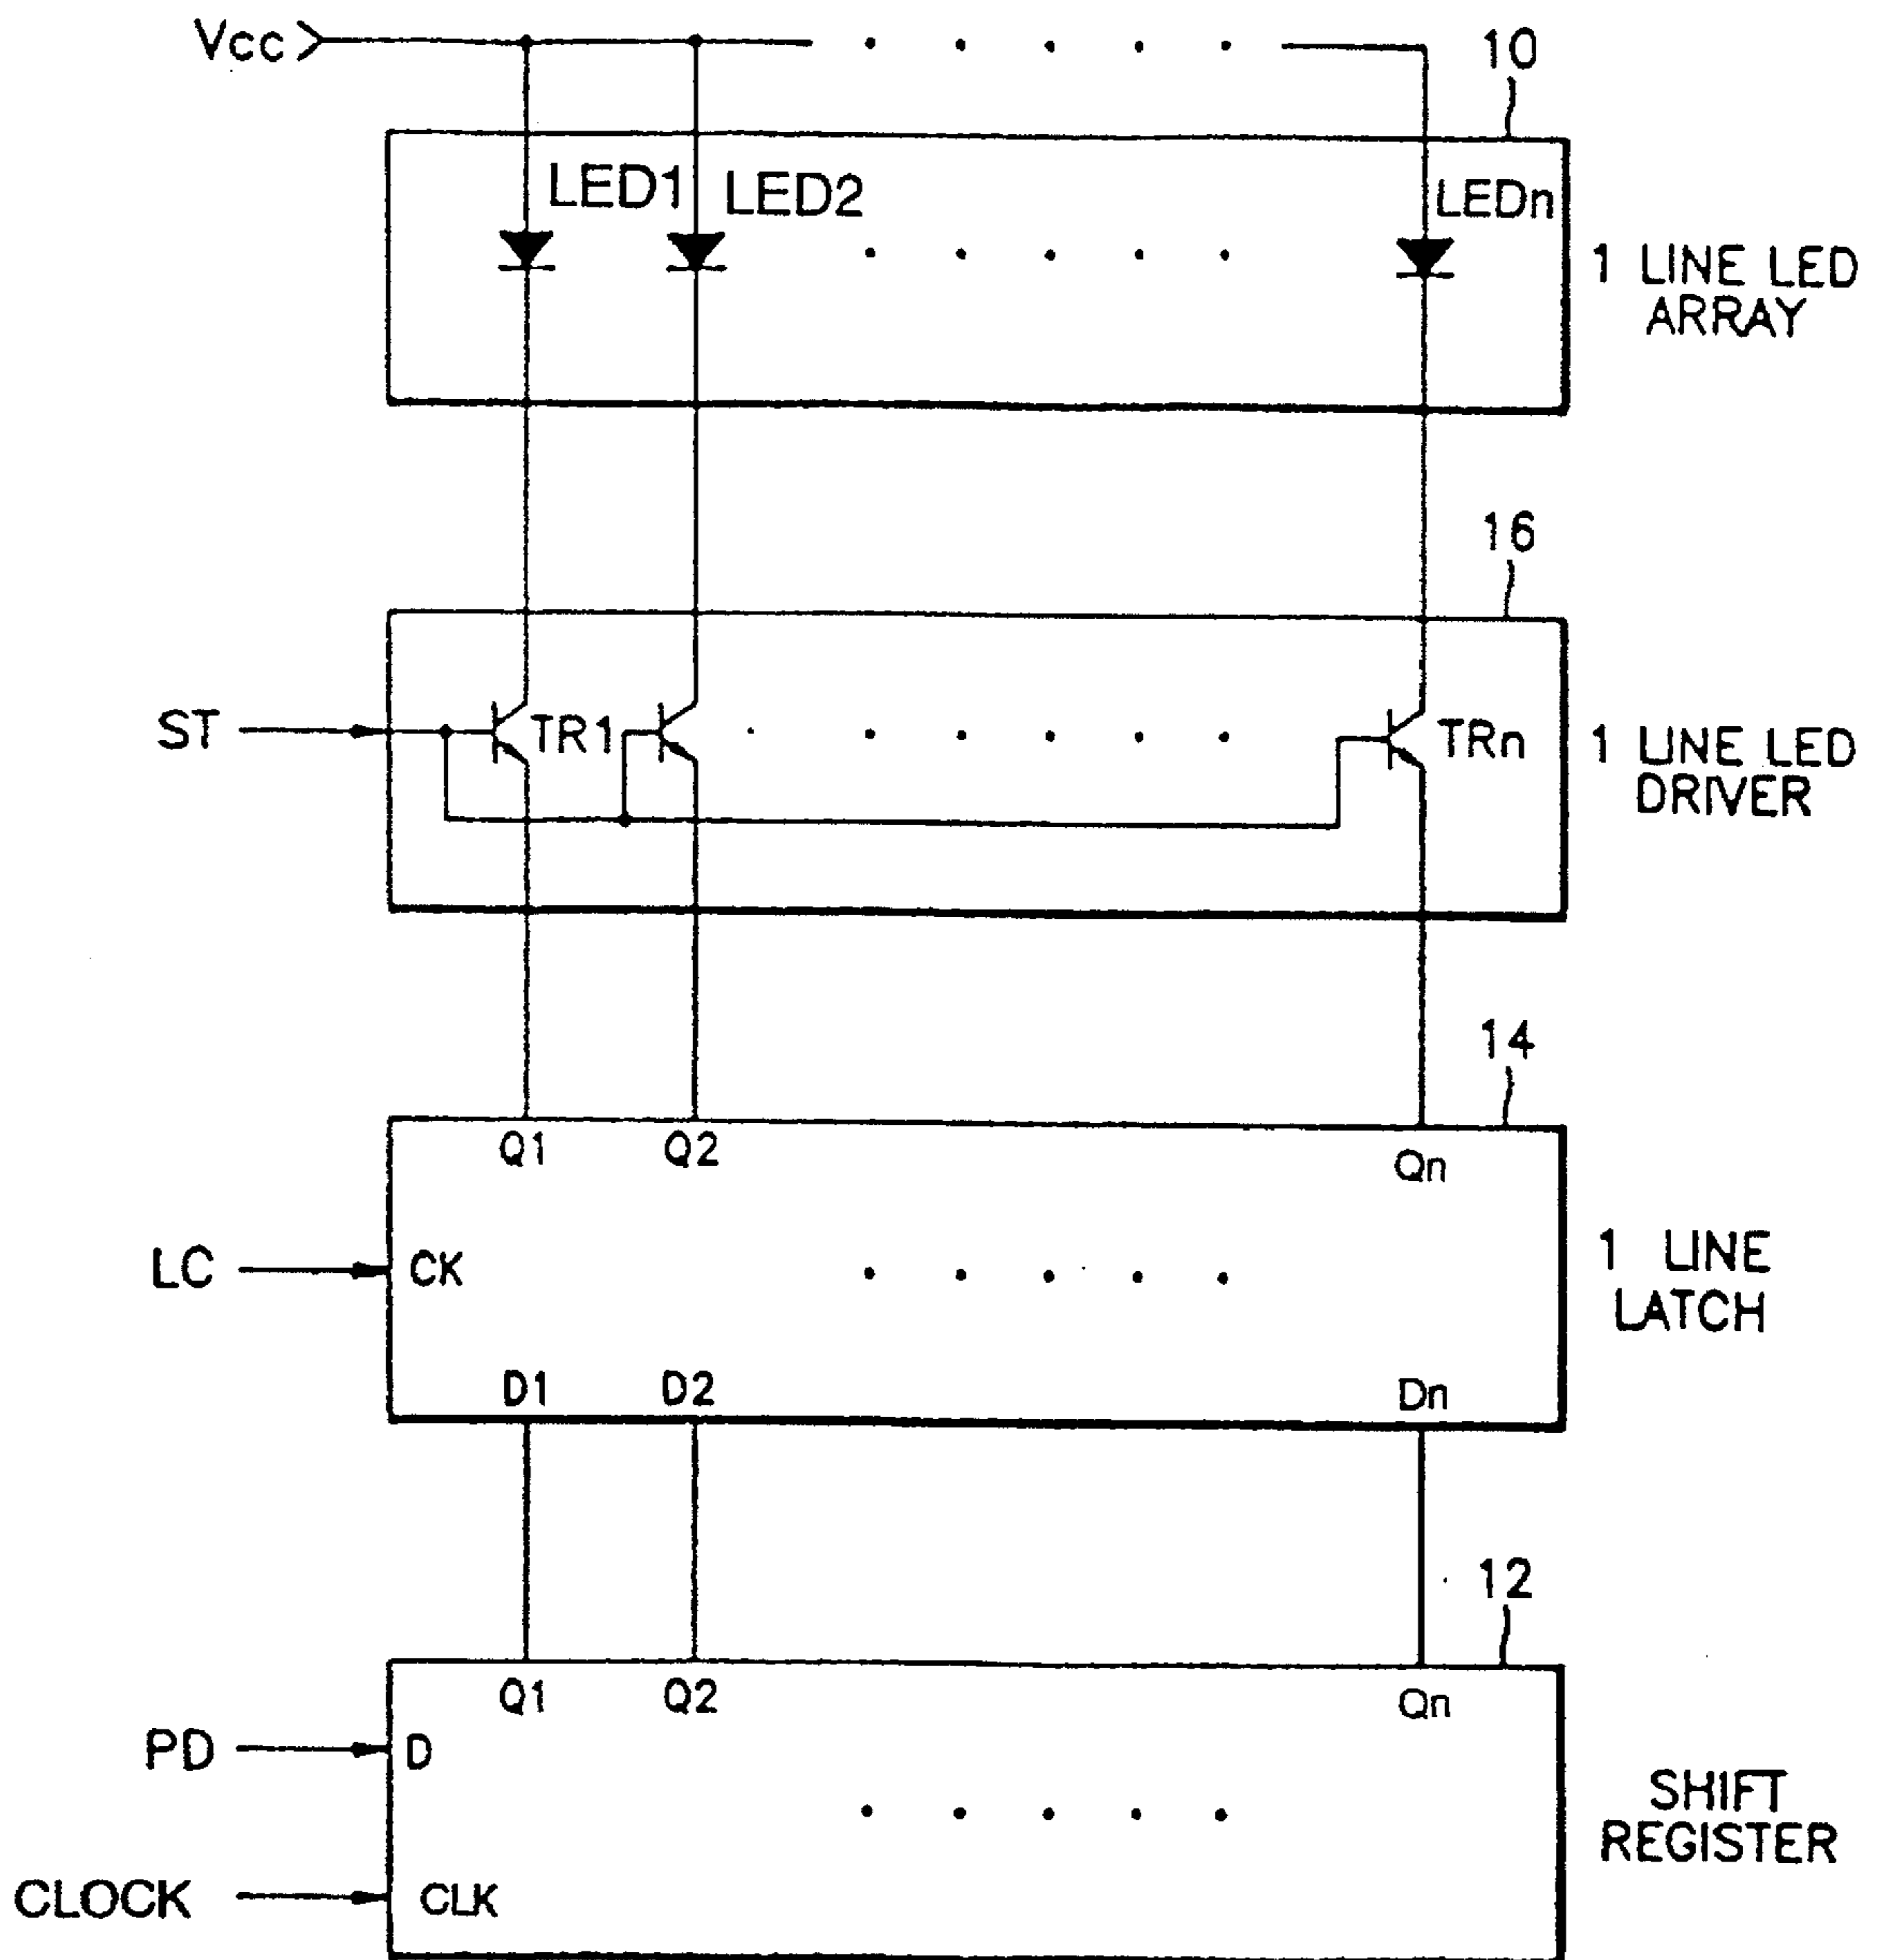 Vcc
10
LED1 LED2 LEDn
1 LINE LED
ARRAY
16
ST TR1 TRn
1 LINE LED
DRIVER
14
Q1 Q2 Qn
LC CK
1 LINE
LATCH
D1 D2 Dn
12
Q1 Q2 Qn
PD D
SHIFT
REGISTER
CLOCK CLK